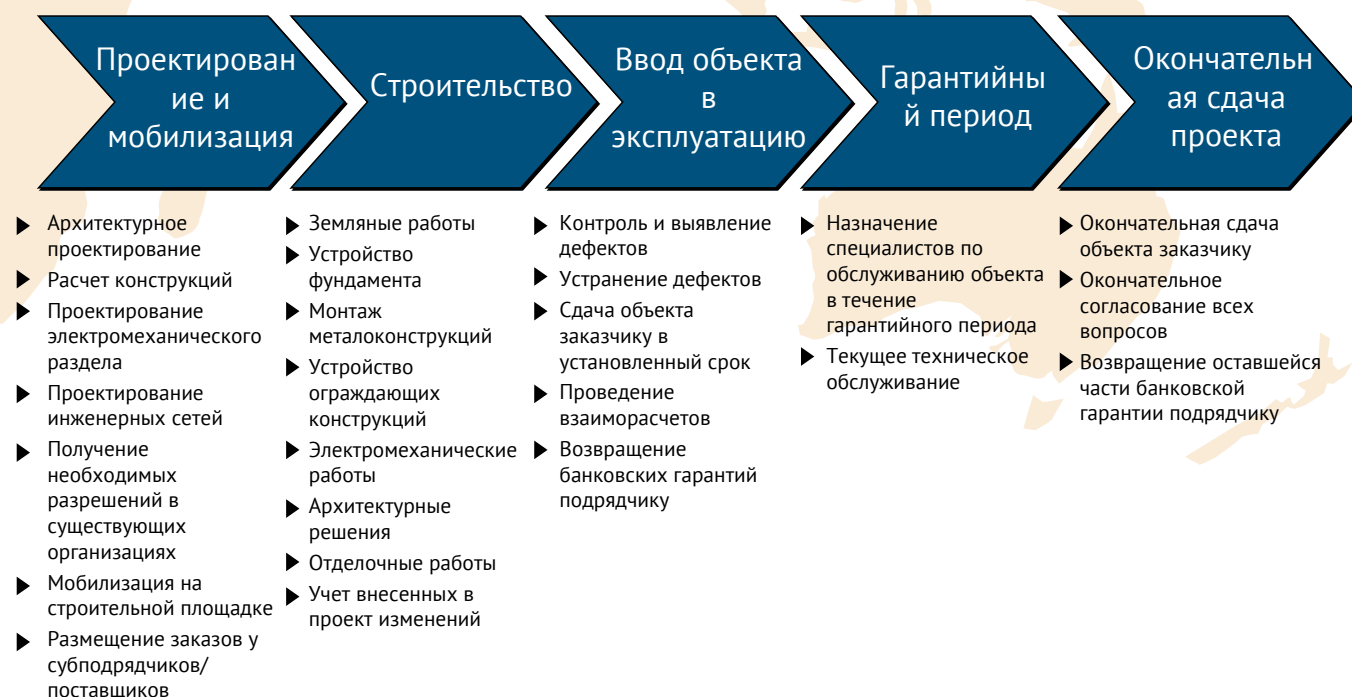 Проектирован
ие и
мобилизация
Строительство
Ввод объекта
в
эксплуатацию
Гарантийны
й период
Окончательн
ая сдача
проекта
Архитектурное
проектирование
Расчет конструкций
Проектирование
электромеханического
раздела
Проектирование
инженерных сетей
Получение
необходимых
разрешений в
существующих
организациях
Мобилизация на
строительной площадке
Размещение заказов у
субподрядчиков/
поставщиков
Земляные работы
Устройство
фундамента
Монтаж
металоконструкций
Устройство
ограждающих
конструкций
Электромеханические
работы
Архитектурные
решения
Отделочные работы
Учет внесенных в
проект изменений
Контроль и выявление
дефектов
Устранение дефектов
Сдача объекта
заказчику в
установленный срок
Проведение
взаиморасчетов
Возвращение
банковских гарантий
подрядчику
Назначение
специалистов по
обслуживанию объекта
в течение
гарантийного периода
Текущее техническое
обслуживание
Окончательная сдача
объекта заказчику
Окончательное
согласование всех
вопросов
Возвращение оставшейся
части банковской
гарантии подрядчику